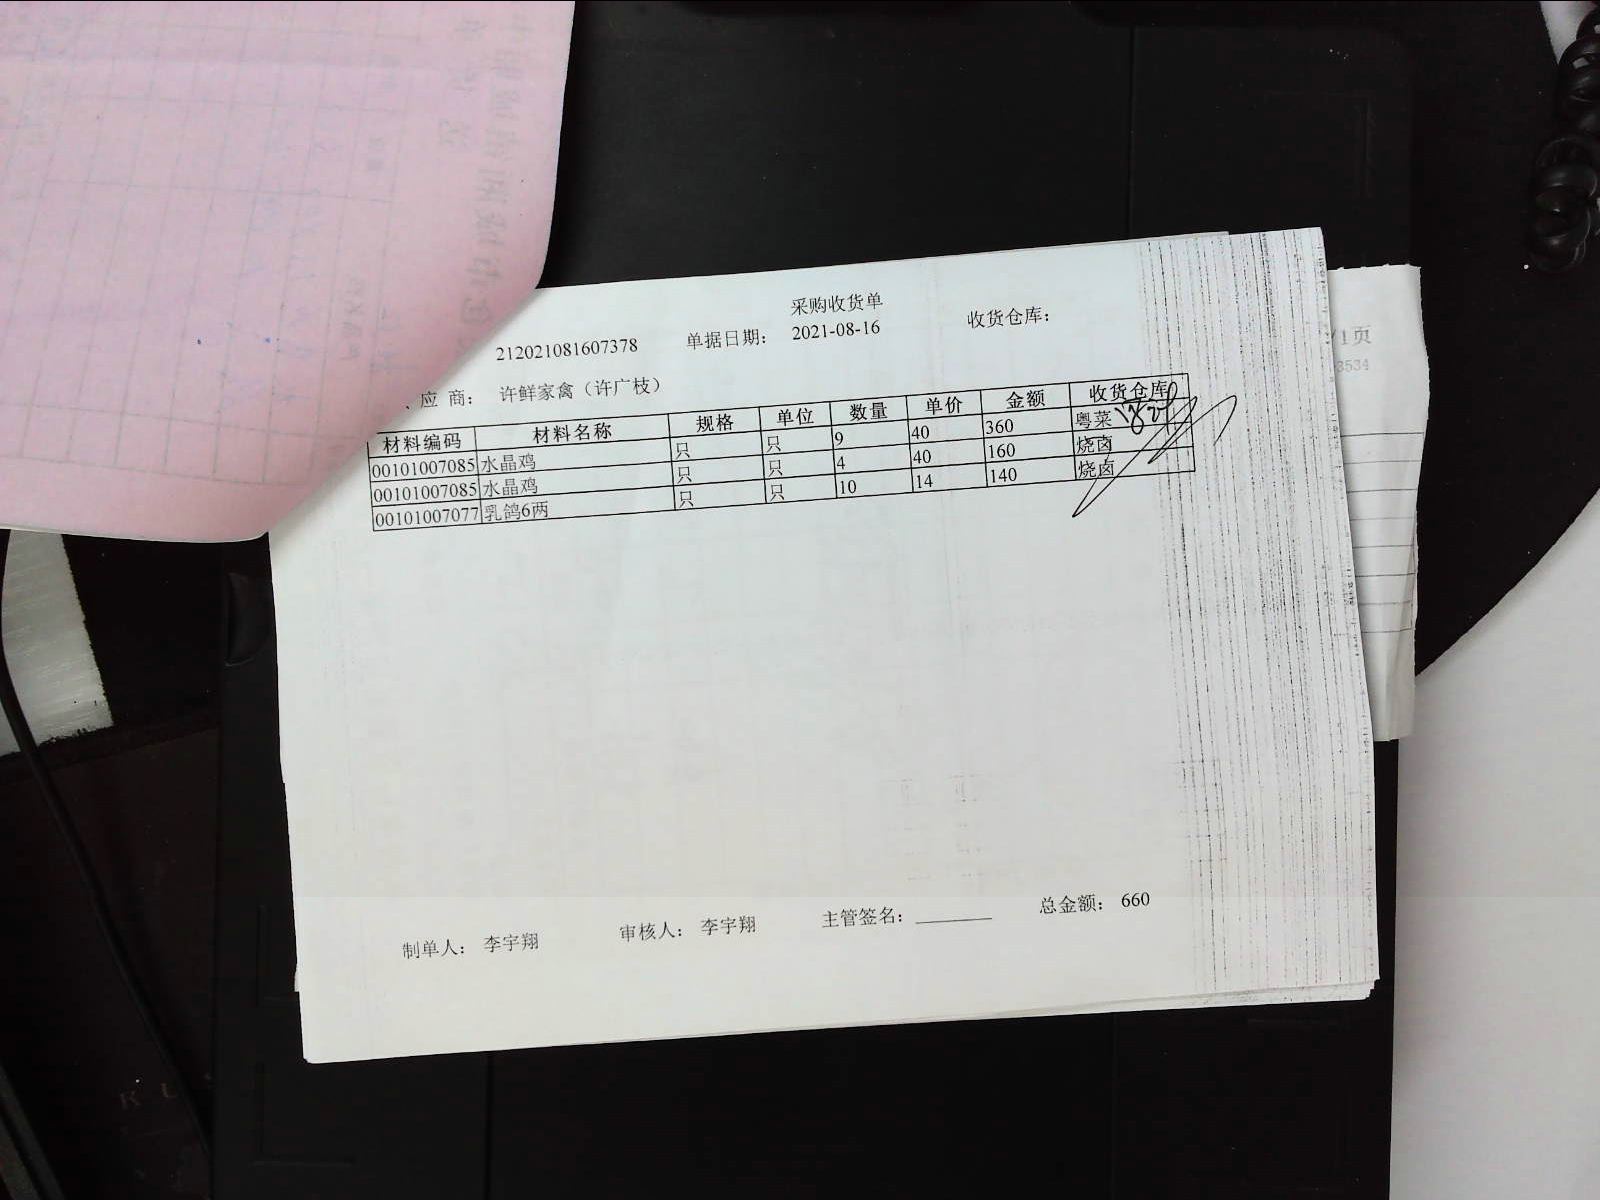 采购收货单
212021081607378 单据日期： 2021-08-16 收货仓库：
应 商： 许鲜家禽（许广枝）
材料编码 材料名称 规格 单位 数量 单价 金额 收货仓库
00101007085 水晶鸡 只 只 9 40 360 粤菜
00101007085 水晶鸡 只 只 4 40 160 烧卤
00101007077 乳鸽6两 只 只 10 14 140 烧卤
制单人： 李宇翔 审核人： 李宇翔 主管签名： 总金额： 660
1页
3534